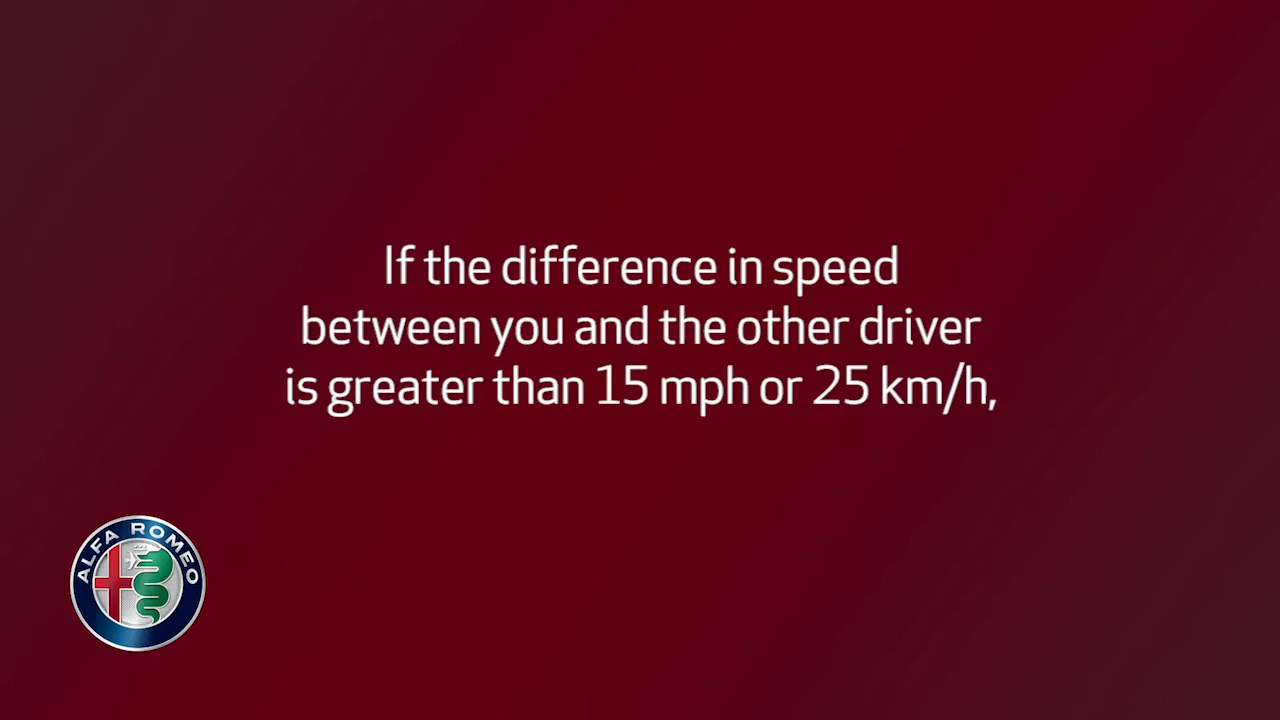 If the difference in speed
between you and the other driver
is greater than 15 mph or 25 km/h,
ALFA ROMEO